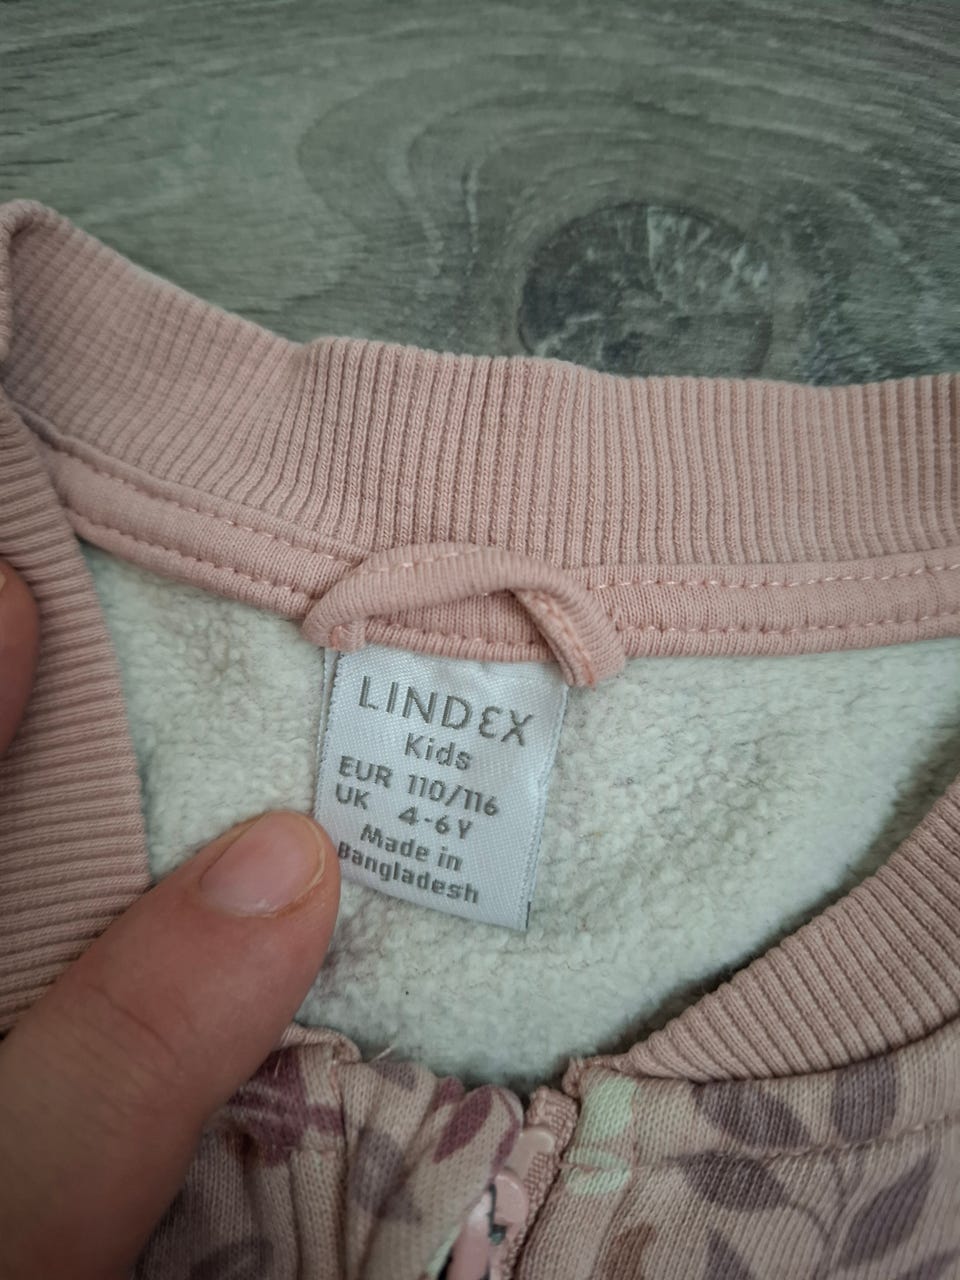 LINDEX
Kids
EUR 110/116
UK 4-6Y
Made in
Bangladesh